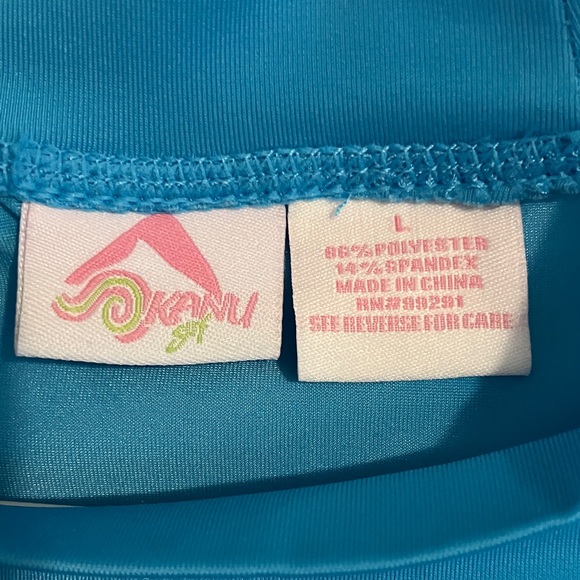 KANU
Surf
L
86% POLYESTER
14% SPANDEX
MADE IN CHINA
RN#99291
SEE REVERSE FOR CARE